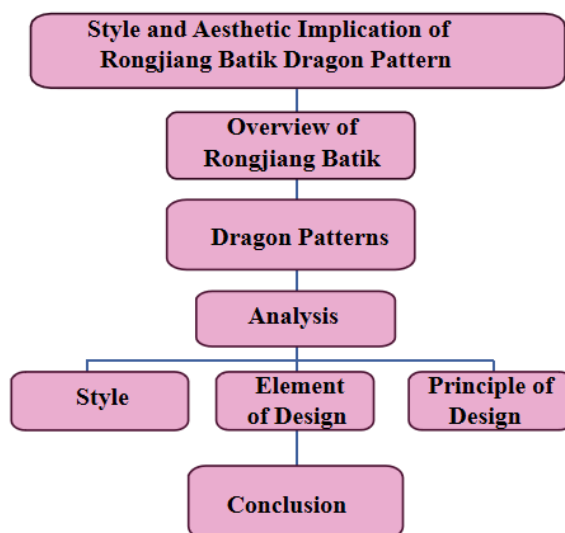 Style and Aesthetic Implication of
Rongjiang Batik Dragon Pattern
Overview of
Rongjiang Batik
Dragon Patterns
Analysis
Style
Element
of Design
Principle of
Design
Conclusion